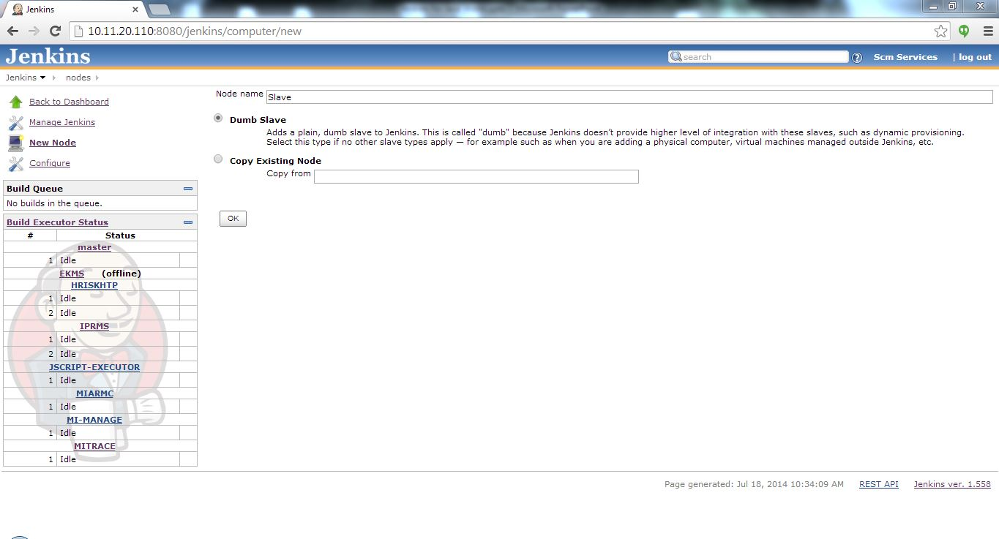 Jenkins
10.11.20.110:8080/jenkins/computer/new
Jenkins
search
Scm Services
| log out
Jenkins
nodes
Back to Dashboard
Manage Jenkins
New Node
Configure
Build Queue
No builds in the queue.
Build Executor Status
# Status
master
1 Idle
EKMS (offline)
HRISKHTP
1 Idle
2 Idle
IPRMS
1 Idle
2 Idle
JSCRIPT-EXECUTOR
1 Idle
MIARMC
1 Idle
MI-MANAGE
1 Idle
MITRACE
1 Idle
Node name Slave
Dumb Slave
Adds a plain, dumb slave to Jenkins. This is called "dumb" because Jenkins doesn't provide higher level of integration with these slaves, such as dynamic provisioning.
Select this type if no other slave types apply — for example such as when you are adding a physical computer, virtual machines managed outside Jenkins, etc.
Copy Existing Node
Copy from
OK
Page generated: Jul 18, 2014 10:34:09 AM REST API Jenkins ver. 1.558